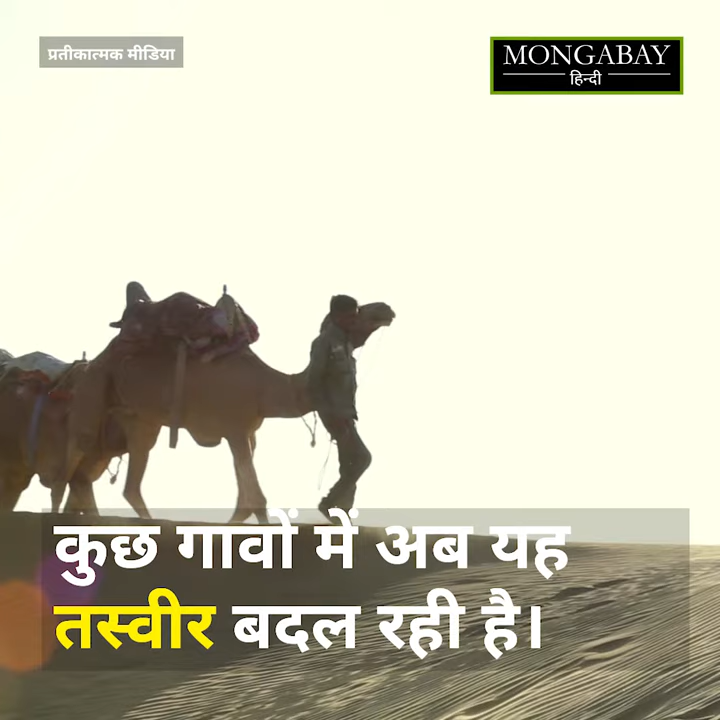 प्रतीकात्मक मीडिया
MONGABAY
हिन्दी
कुछ गावों में अब यह
तस्वीर बदल रही है।